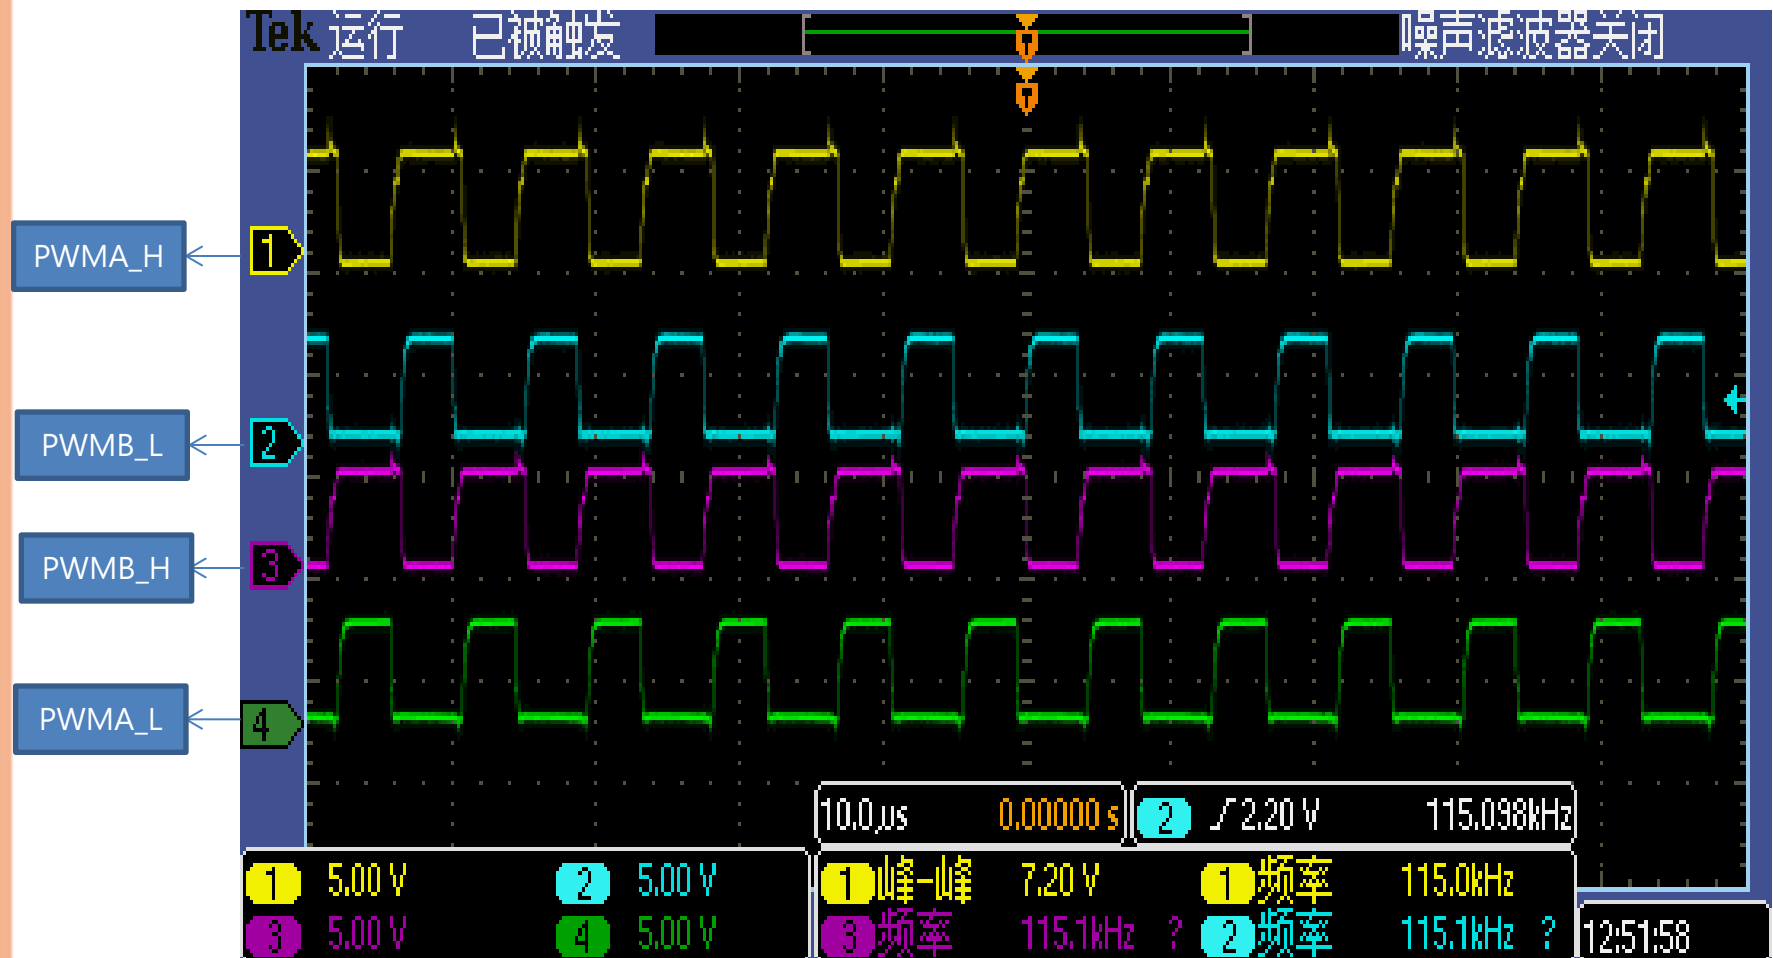 Tek 运行 已被触发 噪声滤波器关闭
T
T
PWMA_H
1
PWMB_L
2
PWMB_H
3
PWMA_L
4
10.0µs 0.00000 s 2 2.20 V 115.098kHz
1 5.00 V 2 5.00 V 1 峰-峰 7.20 V 1 频率 115.0kHz
3 5.00 V 4 5.00 V 3 频率 115.1kHz ? 2 频率 115.1kHz ? 12:51:58